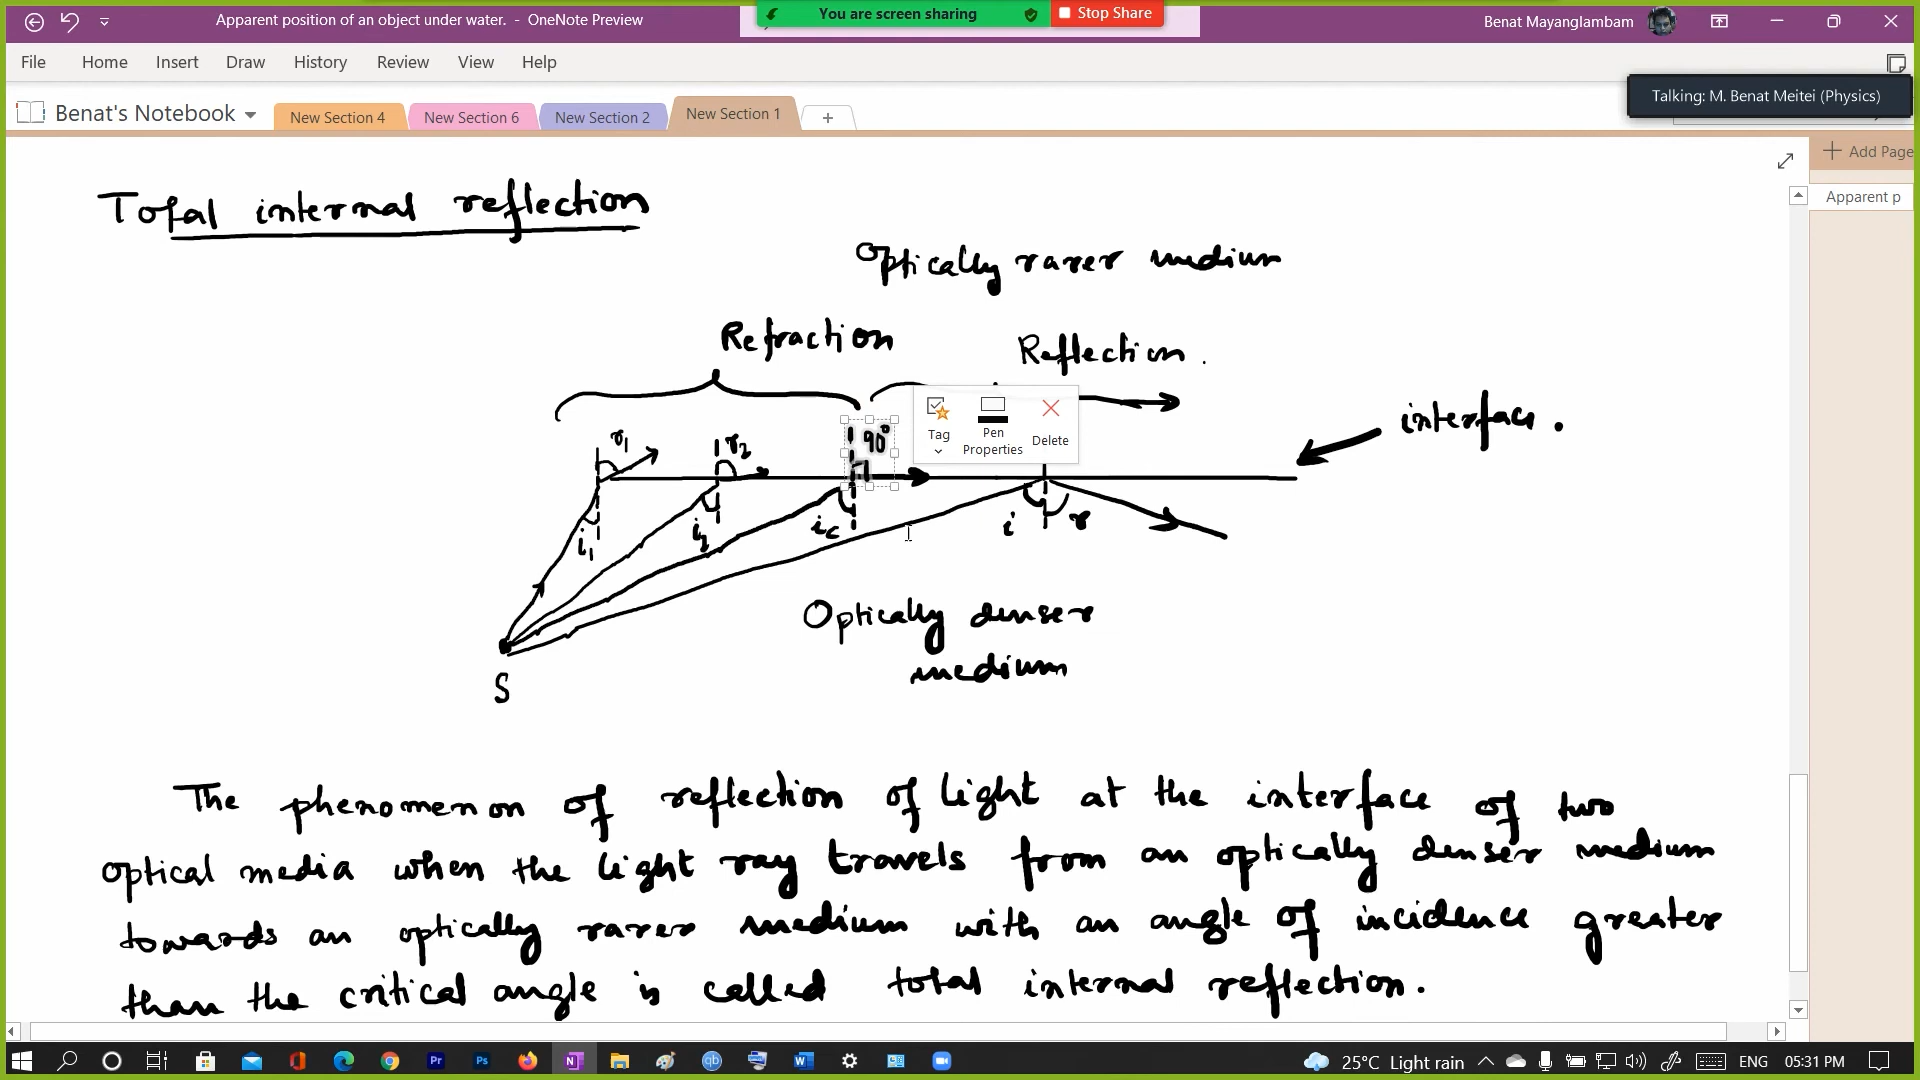 Apparent position of an object under water. - OneNote Preview
You are screen sharing
Stop Share
Benat Mayanglambam
File Home Insert Draw History Review View Help
Talking: M. Benat Meitei (Physics)
Benat's Notebook
New Section 4
New Section 6
New Section 2
New Section 1
Add Page
Apparent p
Total internal reflection
Optically rarer medium
Refraction
Reflection.
interface.
Tag
Pen Properties
Delete
r1
r2
90°
i1
i2
ic
i
r
S
Optically denser
medium
The phenomenon of reflection of light at the interface of two
optical media when the light ray travels from an optically denser medium
towards an optically rarer medium with an angle of incidence greater
than the critical angle is called total internal reflection.
25°C Light rain
ENG
05:31 PM